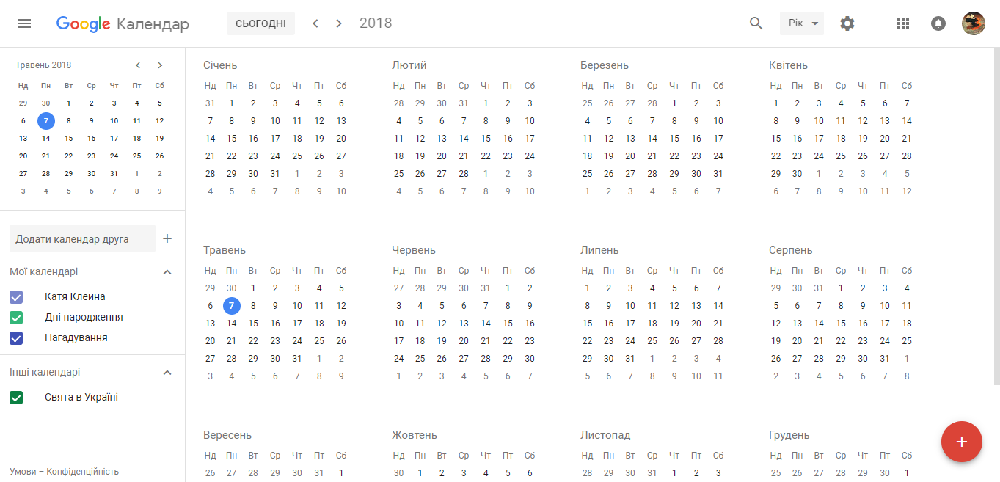 Google Календар СЬОГОДНІ 2018 Рік
Травень 2018
Нд Пн Вт Ср Чт Пт Сб
29 30 1 2 3 4 5
6 7 8 9 10 11 12
13 14 15 16 17 18 19
20 21 22 23 24 25 26
27 28 29 30 31 1 2
3 4 5 6 7 8 9
Додати календар друга +
Мої календарі
Катя Клеина
Дні народження
Нагадування
Інші календарі
Свята в Україні
Умови – Конфіденційність
Січень
Нд Пн Вт Ср Чт Пт Сб
31 1 2 3 4 5 6
7 8 9 10 11 12 13
14 15 16 17 18 19 20
21 22 23 24 25 26 27
28 29 30 31 1 2 3
4 5 6 7 8 9 10
Лютий
Нд Пн Вт Ср Чт Пт Сб
28 29 30 31 1 2 3
4 5 6 7 8 9 10
11 12 13 14 15 16 17
18 19 20 21 22 23 24
25 26 27 28 1 2 3
4 5 6 7 8 9 10
Березень
Нд Пн Вт Ср Чт Пт Сб
25 26 27 28 1 2 3
4 5 6 7 8 9 10
11 12 13 14 15 16 17
18 19 20 21 22 23 24
25 26 27 28 29 30 31
1 2 3 4 5 6 7
Квітень
Нд Пн Вт Ср Чт Пт Сб
1 2 3 4 5 6 7
8 9 10 11 12 13 14
15 16 17 18 19 20 21
22 23 24 25 26 27 28
29 30 1 2 3 4 5
6 7 8 9 10 11 12
Травень
Нд Пн Вт Ср Чт Пт Сб
29 30 1 2 3 4 5
6 7 8 9 10 11 12
13 14 15 16 17 18 19
20 21 22 23 24 25 26
27 28 29 30 31 1 2
3 4 5 6 7 8 9
Червень
Нд Пн Вт Ср Чт Пт Сб
27 28 29 30 31 1 2
3 4 5 6 7 8 9
10 11 12 13 14 15 16
17 18 19 20 21 22 23
24 25 26 27 28 29 30
1 2 3 4 5 6 7
Липень
Нд Пн Вт Ср Чт Пт Сб
1 2 3 4 5 6 7
8 9 10 11 12 13 14
15 16 17 18 19 20 21
22 23 24 25 26 27 28
29 30 31 1 2 3 4
5 6 7 8 9 10 11
Серпень
Нд Пн Вт Ср Чт Пт Сб
29 30 31 1 2 3 4
5 6 7 8 9 10 11
12 13 14 15 16 17 18
19 20 21 22 23 24 25
26 27 28 29 30 31 1
2 3 4 5 6 7 8
Вересень
Нд Пн Вт Ср Чт Пт Сб
26 27 28 29 30 31 1
Жовтень
Нд Пн Вт Ср Чт Пт Сб
30 1 2 3 4 5 6
Листопад
Нд Пн Вт Ср Чт Пт Сб
28 29 30 31 1 2 3
Грудень
Нд Пн Вт Ср Чт Пт Сб
25 26 27 28 29 30 1
+